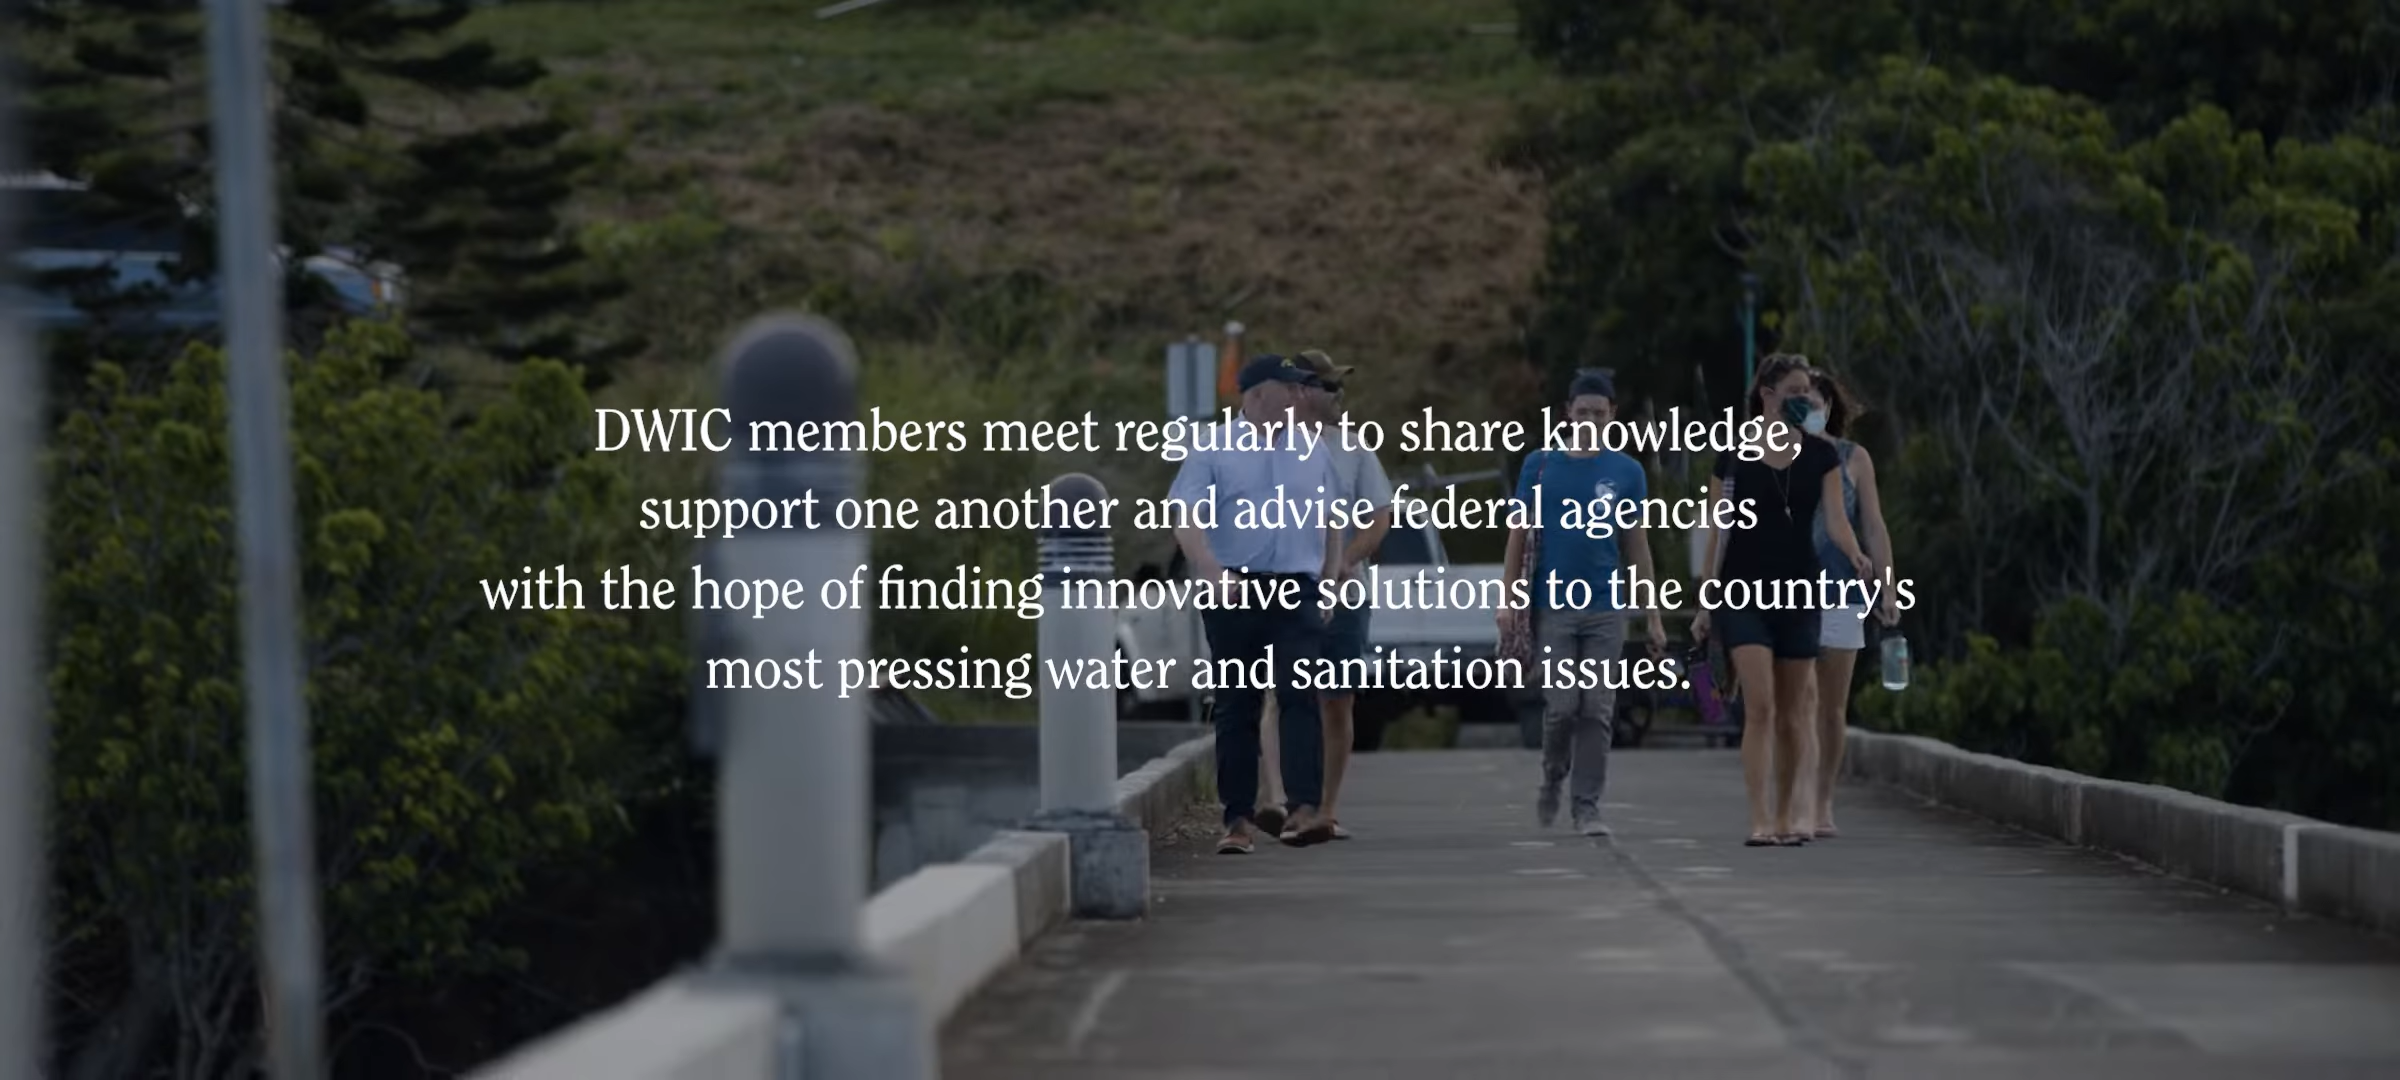 DWIC members meet regularly to share knowledge,
support one another and advise federal agencies
with the hope of finding innovative solutions to the country's
most pressing water and sanitation issues.